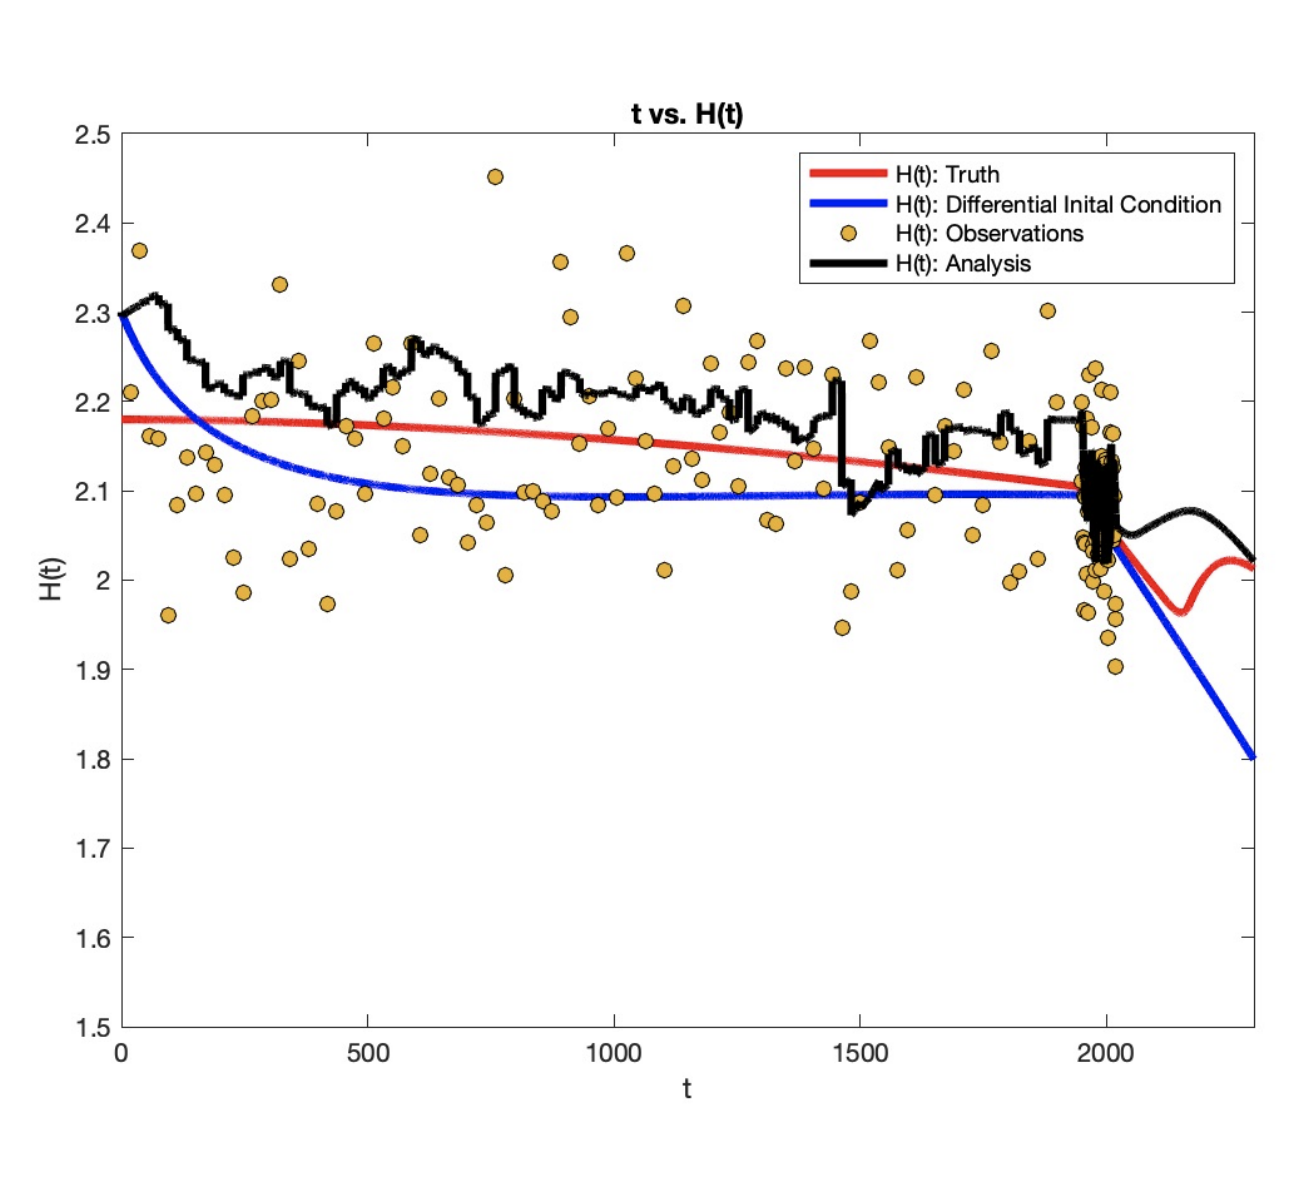 t vs. H(t)
H(t): Truth
H(t): Differential Inital Condition
H(t): Observations
H(t): Analysis
2.5
2.4
2.3
2.2
2.1
2
1.9
1.8
1.7
1.6
1.5
H(t)
0 500 1000 1500 2000
t